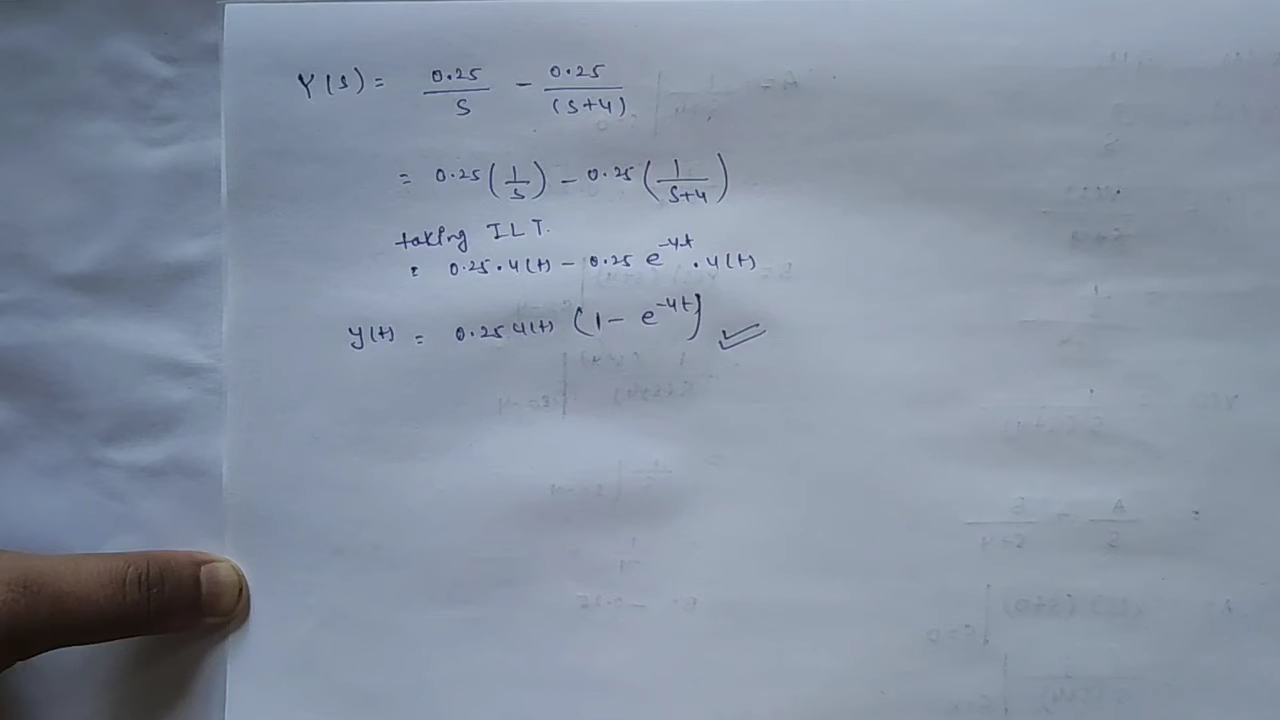 Y(s) = 0.25/s - 0.25/(s+4)
= 0.25 (1/s) - 0.25 (1/s+4)
taking ILT.
: 0.25 . u(t) - 0.25 e^-4t . u(t)
y(t) = 0.25 u(t) (1 - e^-4t)